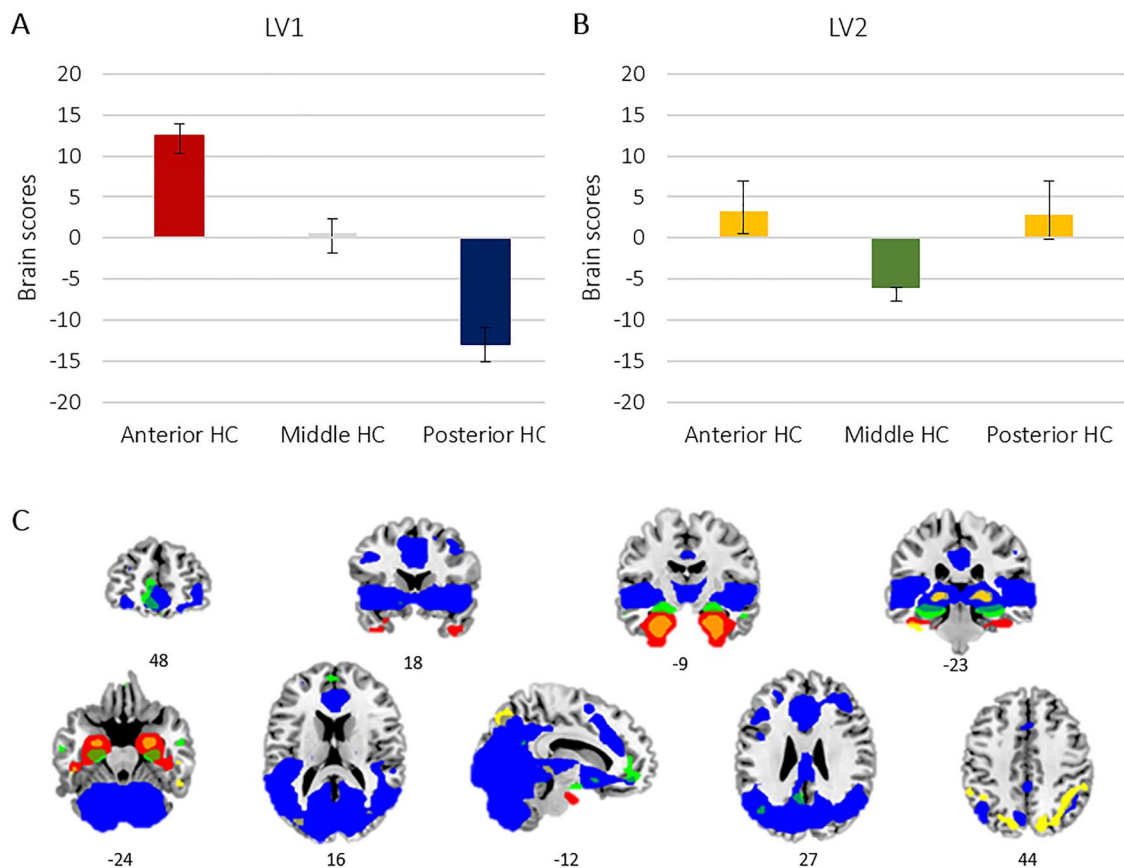 A
LV1
B
LV2
20
15
10
5
0
-5
-10
-15
-20
Brain scores
Anterior HC
Middle HC
Posterior HC
20
15
10
5
0
-5
-10
-15
-20
Brain scores
Anterior HC
Middle HC
Posterior HC
C
48
18
-9
-23
-24
16
-12
27
44